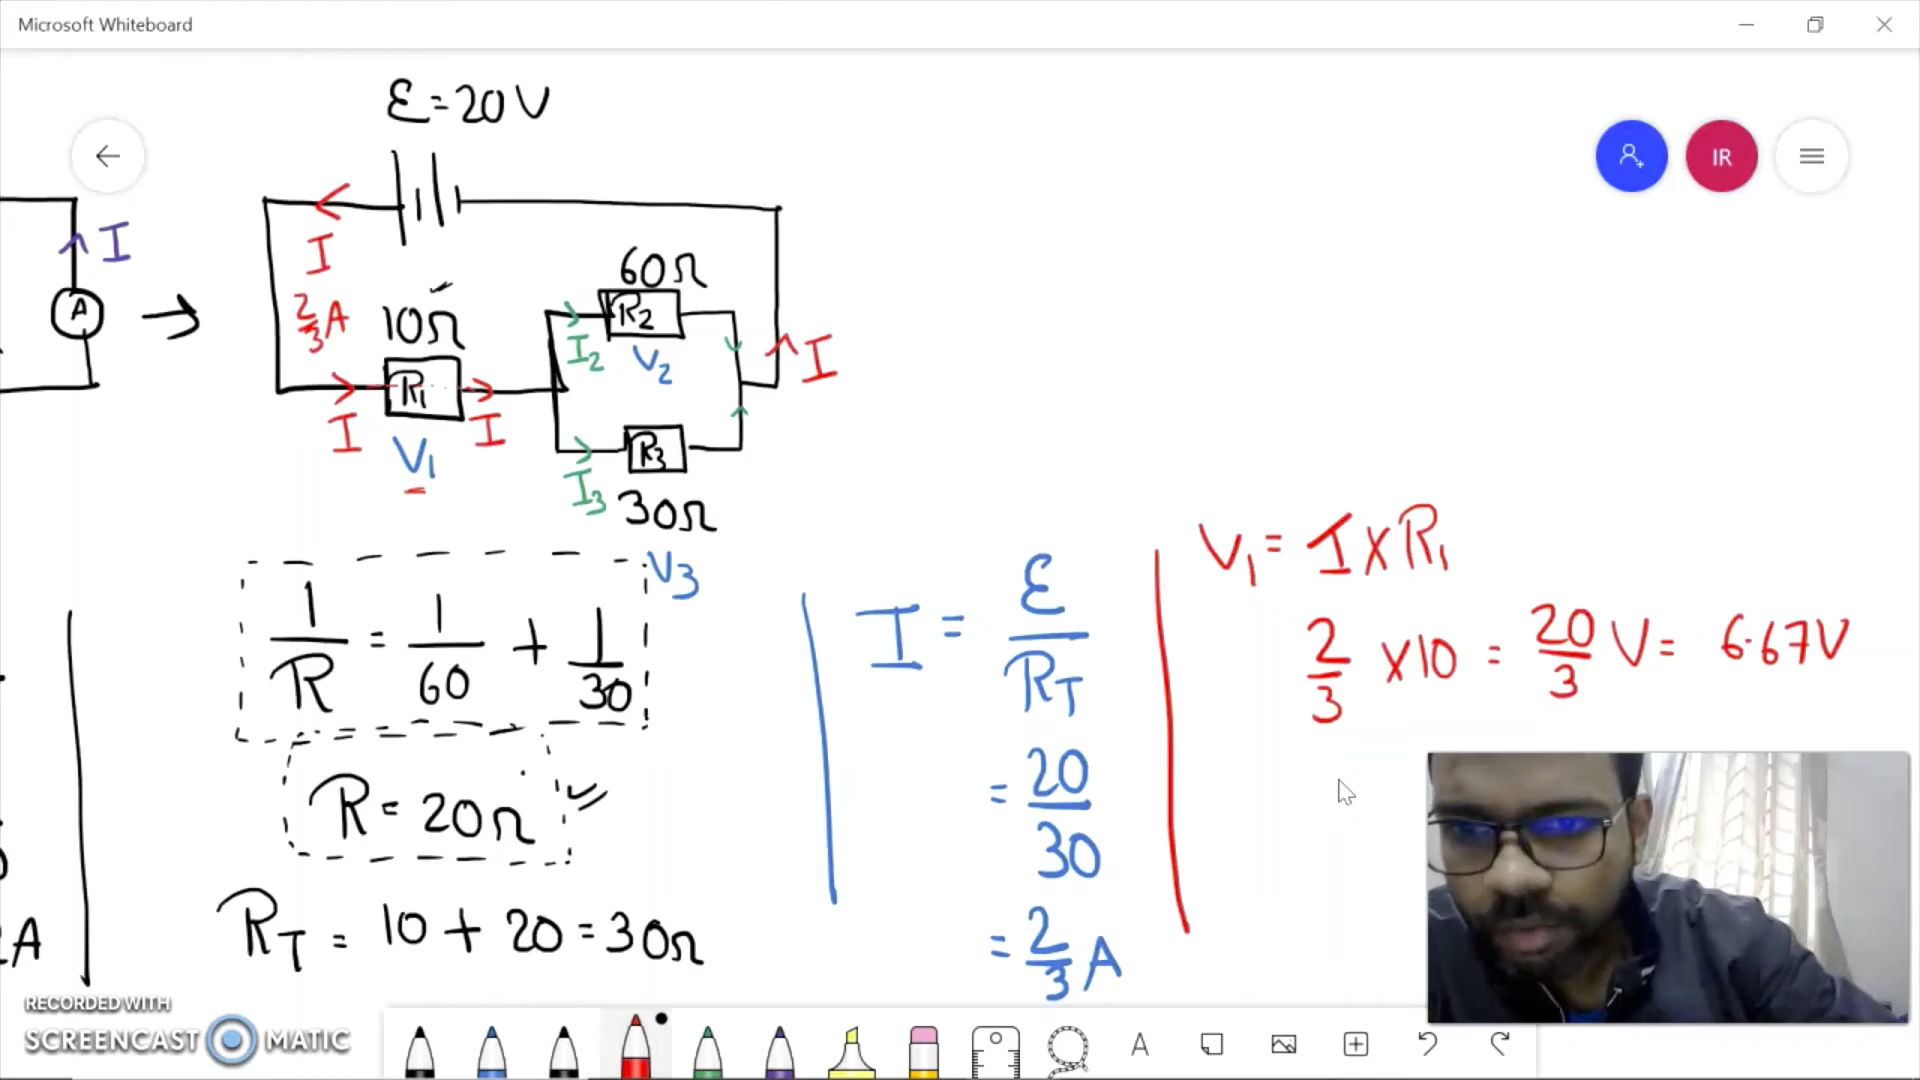 Microsoft Whiteboard
ε = 20 V
IR
I
A
I
2/3 A
10Ω
60Ω
R2
I2
V2
I
R1
I
I
V1
R3
I3
30Ω
V3
1/R = 1/60 + 1/30
R = 20Ω
RT = 10 + 20 = 30Ω
I = ε/RT
= 20/30
= 2/3 A
V1 = I X R1
2/3 X10 = 20/3 V = 6.67V
A
RECORDED WITH
SCREENCAST MATIC
A